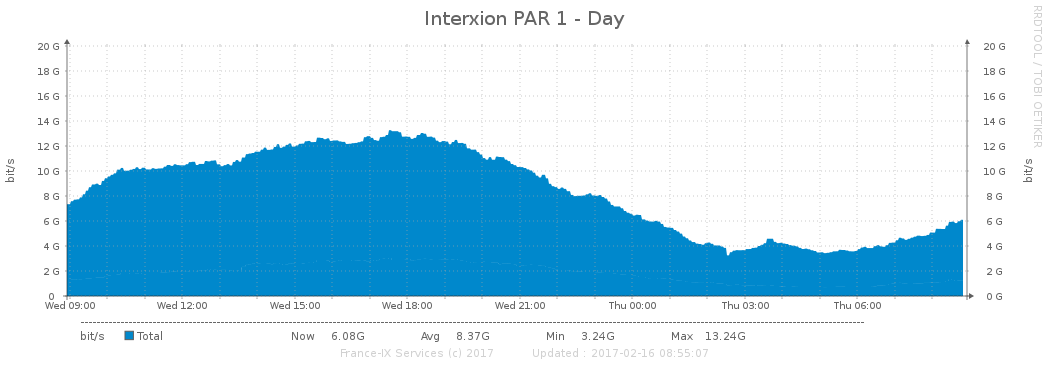 Interxion PAR 1 - Day
RRDTOOL / TOBI OETIKER
bit/s
20 G 20 G
18 G 18 G
16 G 16 G
14 G 14 G
12 G 12 G
10 G 10 G
8 G 8 G
6 G 6 G
4 G 4 G
2 G 2 G
0 0 G
bit/s
Wed 09:00 Wed 12:00 Wed 15:00 Wed 18:00 Wed 21:00 Thu 00:00 Thu 03:00 Thu 06:00
bit/s Total Now 6.08G Avg 8.37G Min 3.24G Max 13.24G
France-IX Services (c) 2017 Updated : 2017-02-16 08:55:07